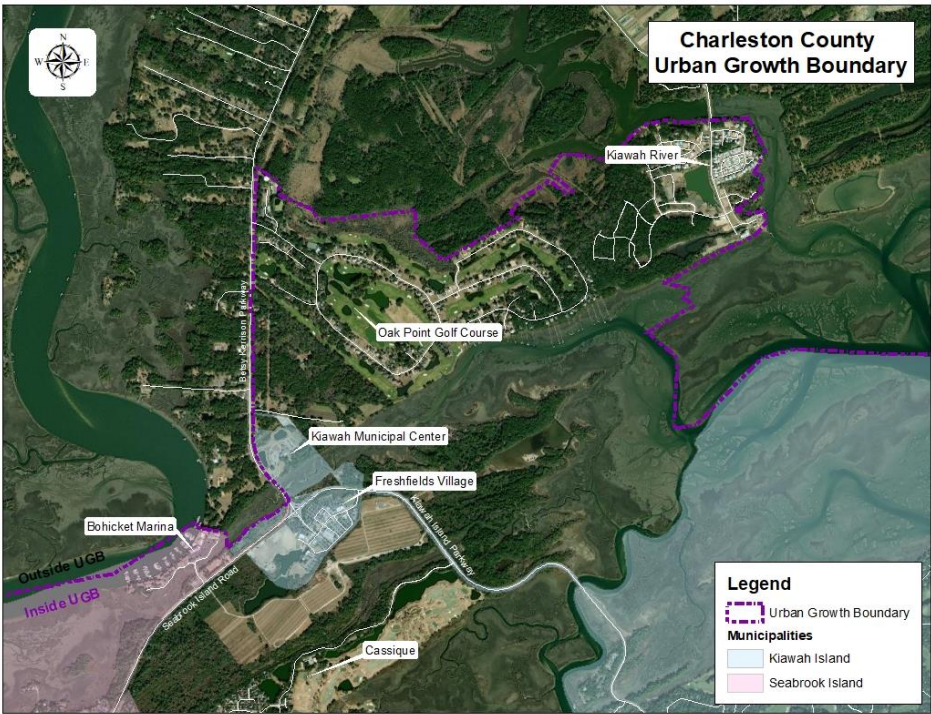 Charleston County
Urban Growth Boundary
N
W
E
S
Kiawah River
Betsy Kerrison Parkway
Oak Point Golf Course
Kiawah Municipal Center
Freshfields Village
Bohicket Marina
Kiawah Island Parkway
Outside UGB
Inside UGB
Seabrook Island Road
Cassique
Legend
Urban Growth Boundary
Municipalities
Kiawah Island
Seabrook Island